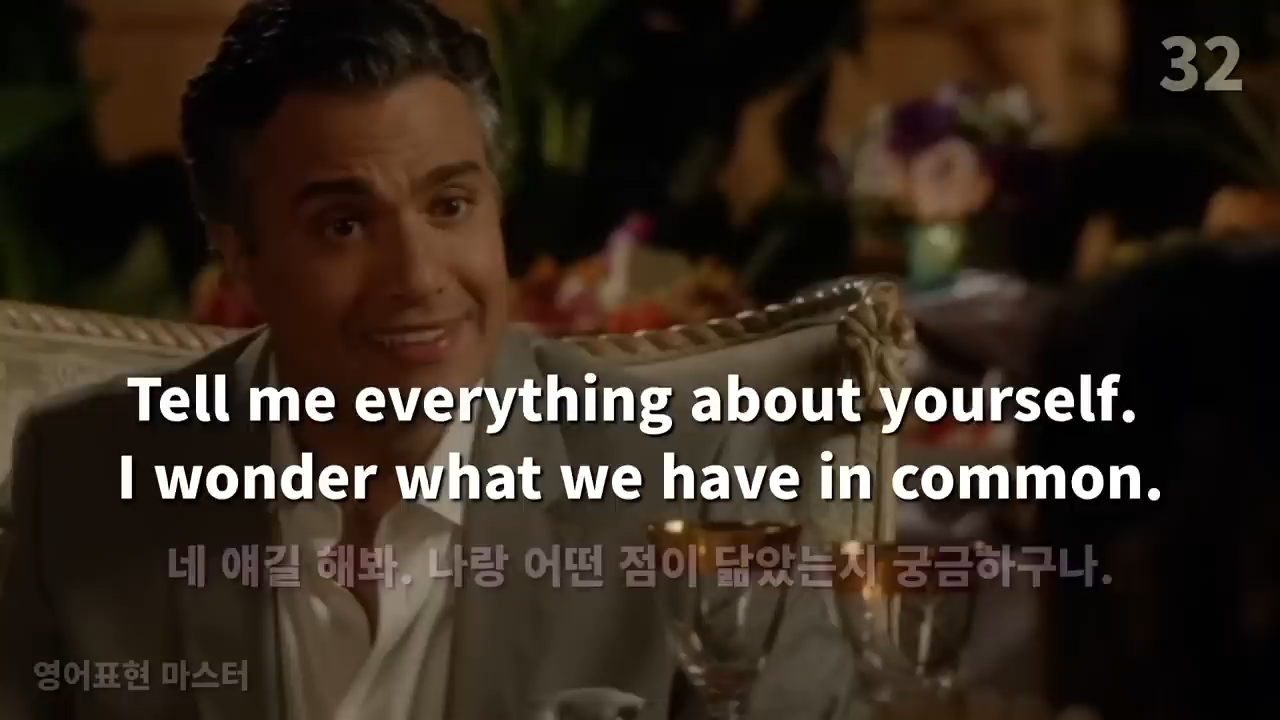 32
Tell me everything about yourself.
I wonder what we have in common.
네 얘길 해봐. 나랑 어떤 점이 닮았는지 궁금하구나.
영어표현 마스터